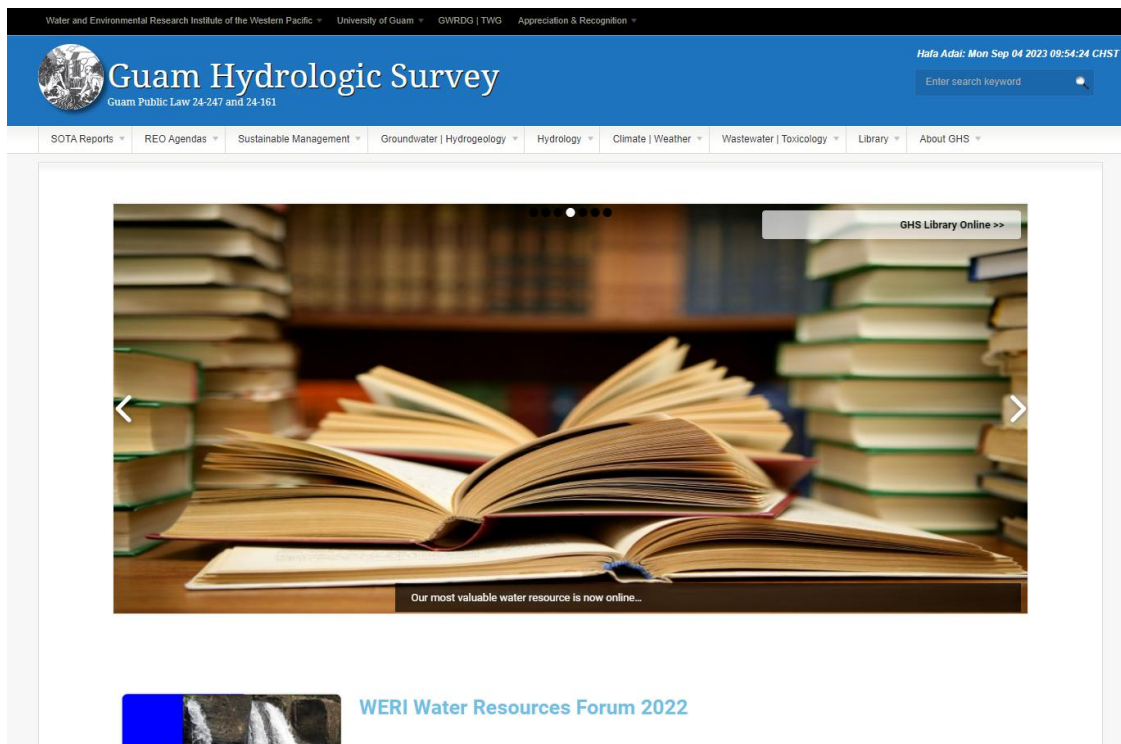 Water and Environmental Research Institute of the Western Pacific University of Guam GWRDG | TWG Appreciation & Recognition
Hafa Adai: Mon Sep 04 2023 09:54:24 CHST
Guam Hydrologic Survey
Guam Public Law 24-247 and 24-161
Enter search keyword
SOTA Reports REO Agendas Sustainable Management Groundwater | Hydrogeology Hydrology Climate | Weather Wastewater | Toxicology Library About GHS
GHS Library Online >>
Our most valuable water resource is now online...
WERI Water Resources Forum 2022